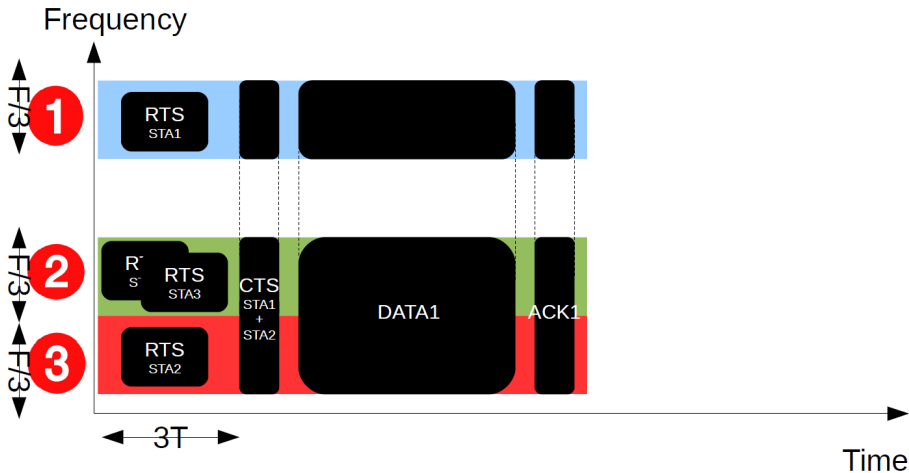 Frequency
F/3
1
RTS
STA1
F/3
2
RTS
STA3
CTS
STA1
+
STA2
DATA1
ACK1
F/3
3
RTS
STA2
3T
Time